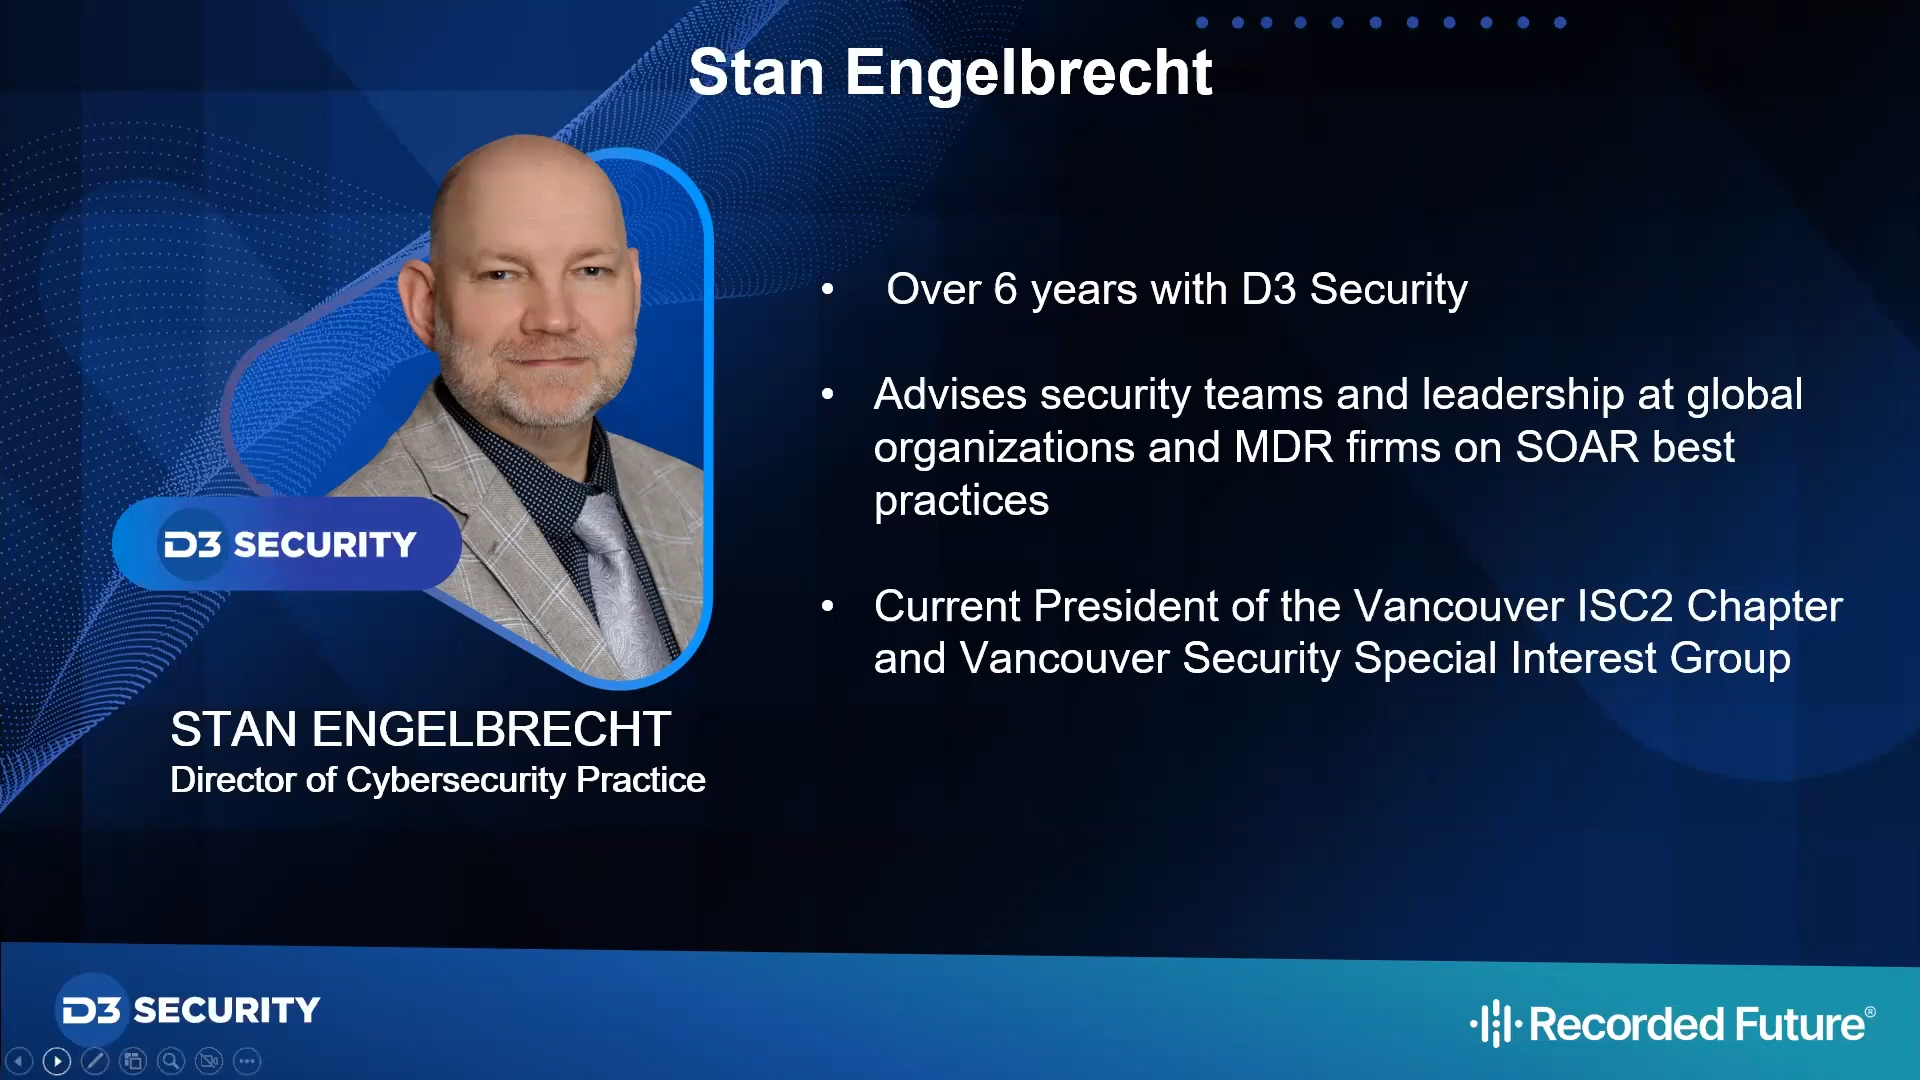 Stan Engelbrecht
• Over 6 years with D3 Security
• Advises security teams and leadership at global
organizations and MDR firms on SOAR best
practices
• Current President of the Vancouver ISC2 Chapter
and Vancouver Security Special Interest Group
D3 SECURITY
STAN ENGELBRECHT
Director of Cybersecurity Practice
D3 SECURITY
Recorded Future®